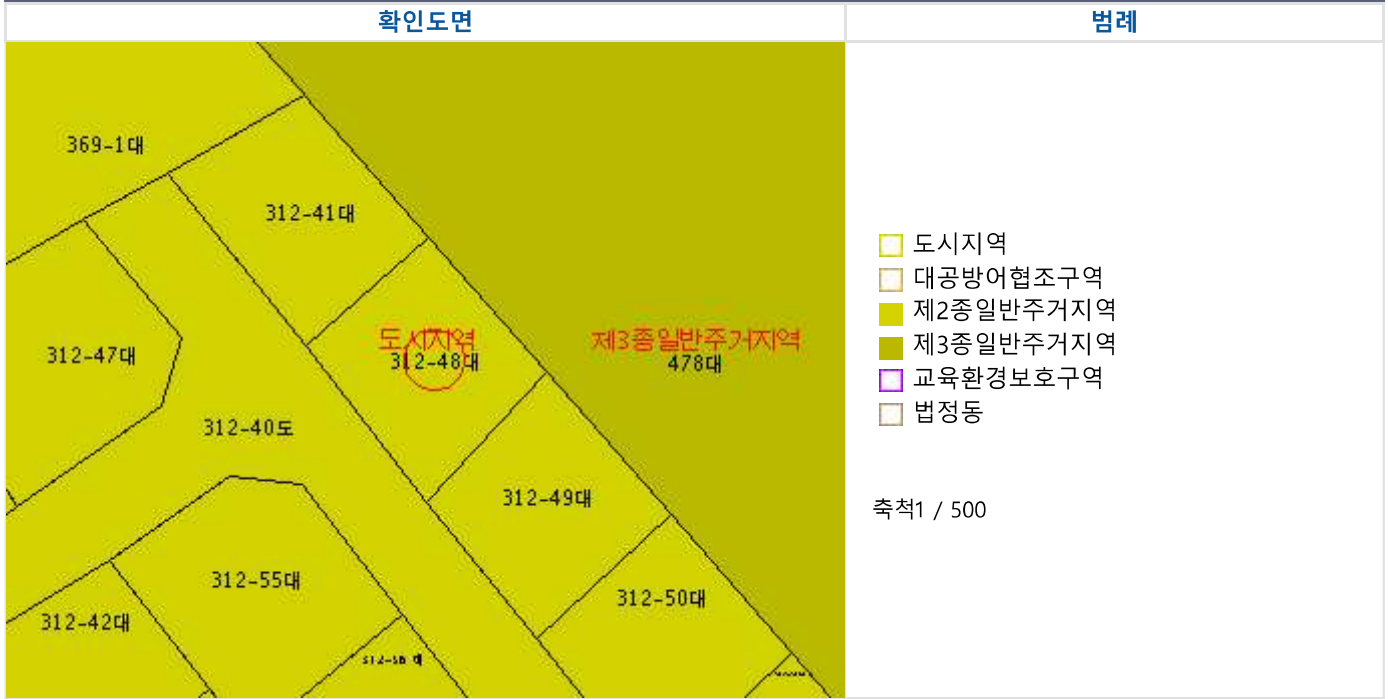 확인도면
범례
369-1대
312-41대
도시지역
312-48대
제3종일반주거지역
478대
312-47대
312-40도
312-49대
312-55대
312-50대
312-42대
312-56 대
도시지역
대공방어협조구역
제2종일반주거지역
제3종일반주거지역
교육환경보호구역
법정동
축척1 / 500